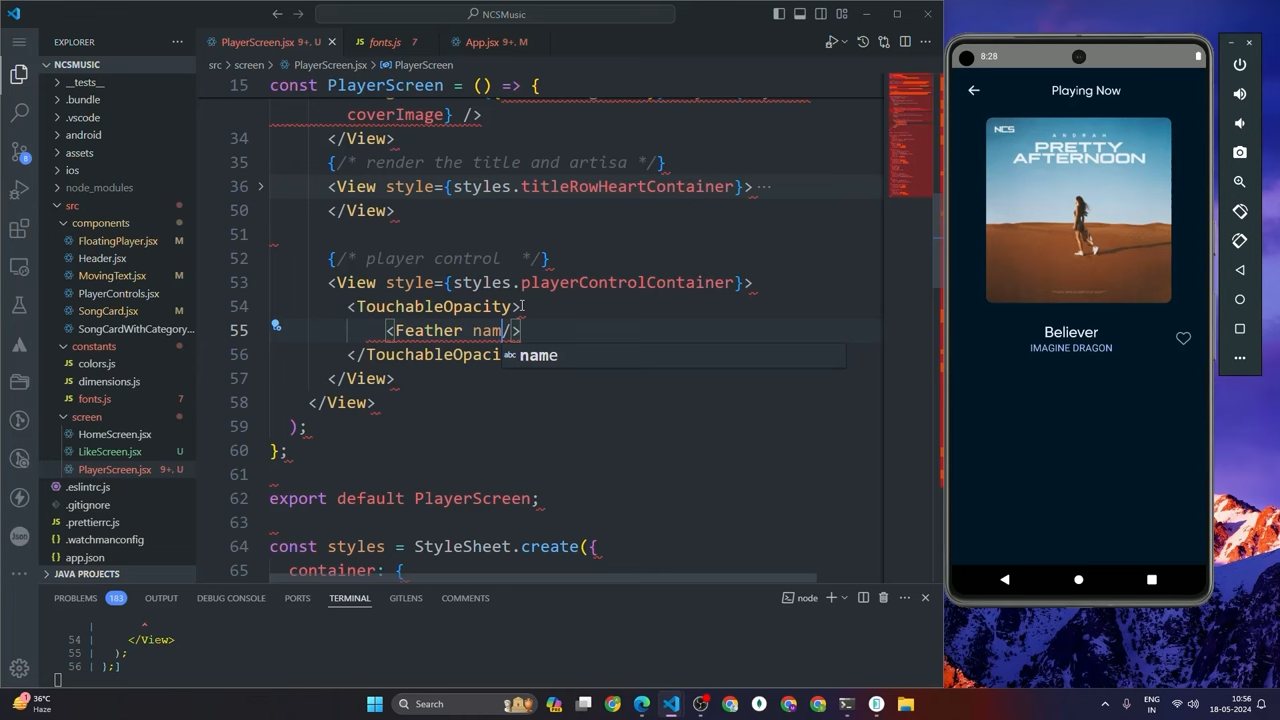 NCSMusic
EXPLORER
PlayerScreen.jsx 9+, U
fonts.js 7
App.jsx 9+, M
src > screen > PlayerScreen.jsx > PlayerScreen
NCSMUSIC
__tests__
.bundle
.vscode
android
assets
ios
node_modules
src
components
FloatingPlayer.jsx M
Header.jsx
MovingText.jsx M
PlayerControls.jsx
SongCard.jsx M
SongCardWithCategory...
constants
colors.js
dimensions.js
fonts.js 7
screen
HomeScreen.jsx
LikeScreen.jsx U
PlayerScreen.jsx 9+, U
.eslintrc.js
.gitignore
.prettierrc.js
.watchmanconfig
app.json
JAVA PROJECTS
15 const PlayerScreen = () => {
coverImage} />
34 </View>
35 {/* render the title and artisa */}
36 <View style={styles.titleRowHeartContainer}> ...
50 </View>
51
52 {/* player control */}
53 <View style={styles.playerControlContainer}>
54 <TouchableOpacity>
55 <Feather nam/>
56 </TouchableOpaci
abc name
57 </View>
58 </View>
59 );
60 };
61
62 export default PlayerScreen;
63
64 const styles = StyleSheet.create({
65 container: {
PROBLEMS 183 OUTPUT DEBUG CONSOLE PORTS TERMINAL GITLENS COMMENTS
node
| ^
54 | </View>
55 | );
56 | };]
8:28
Playing Now
NCS
ANDRAH
PRETTY
AFTERNOON
Believer
IMAGINE DRAGON
36°C
Haze
Search
ENG
IN
10:56
18-05-2024